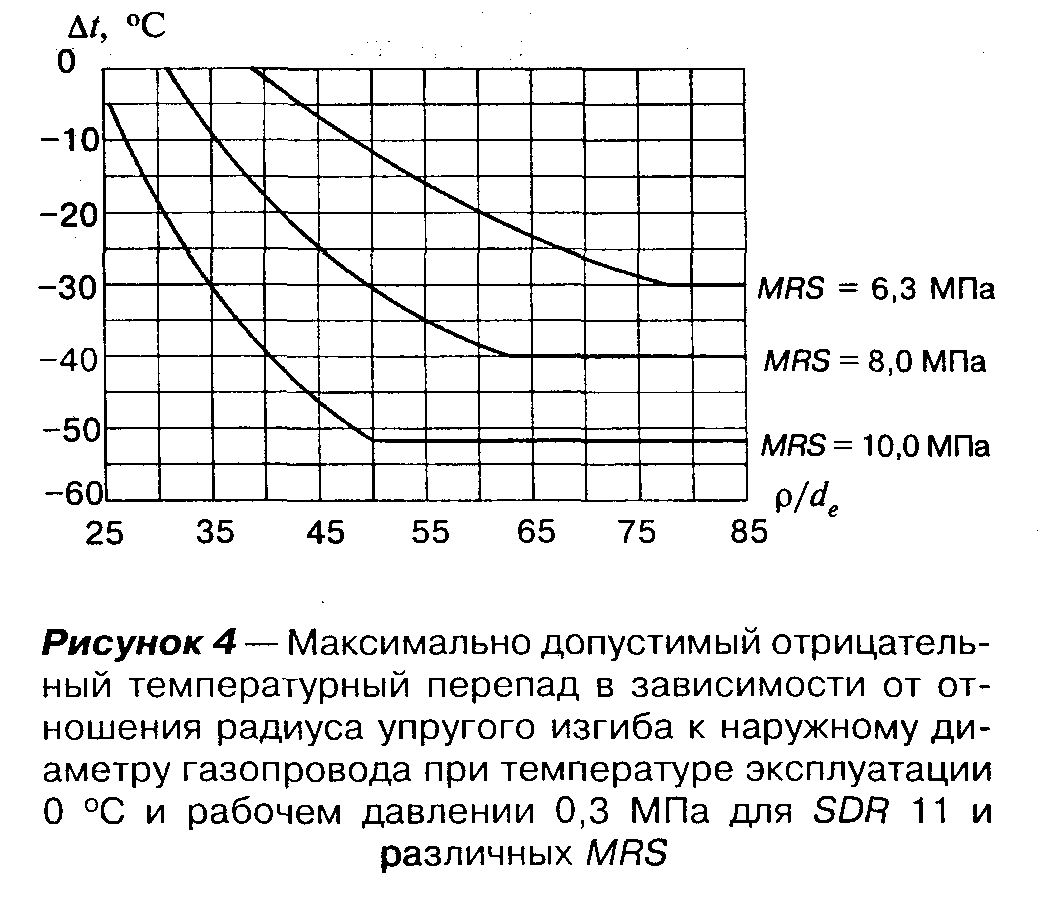 Δt, °C
0
−10
−20
−30
MRS = 6,3 МПа
−40
MRS = 8,0 МПа
−50
MRS = 10,0 МПа
−60
ρ/dₑ
25 35 45 55 65 75 85
Рисунок 4 — Максимально допустимый отрицатель-
ный температурный перепад в зависимости от от-
ношения радиуса упругого изгиба к наружному ди-
аметру газопровода при температуре эксплуатации
0 °C и рабочем давлении 0,3 МПа для SDR 11 и
различных MRS